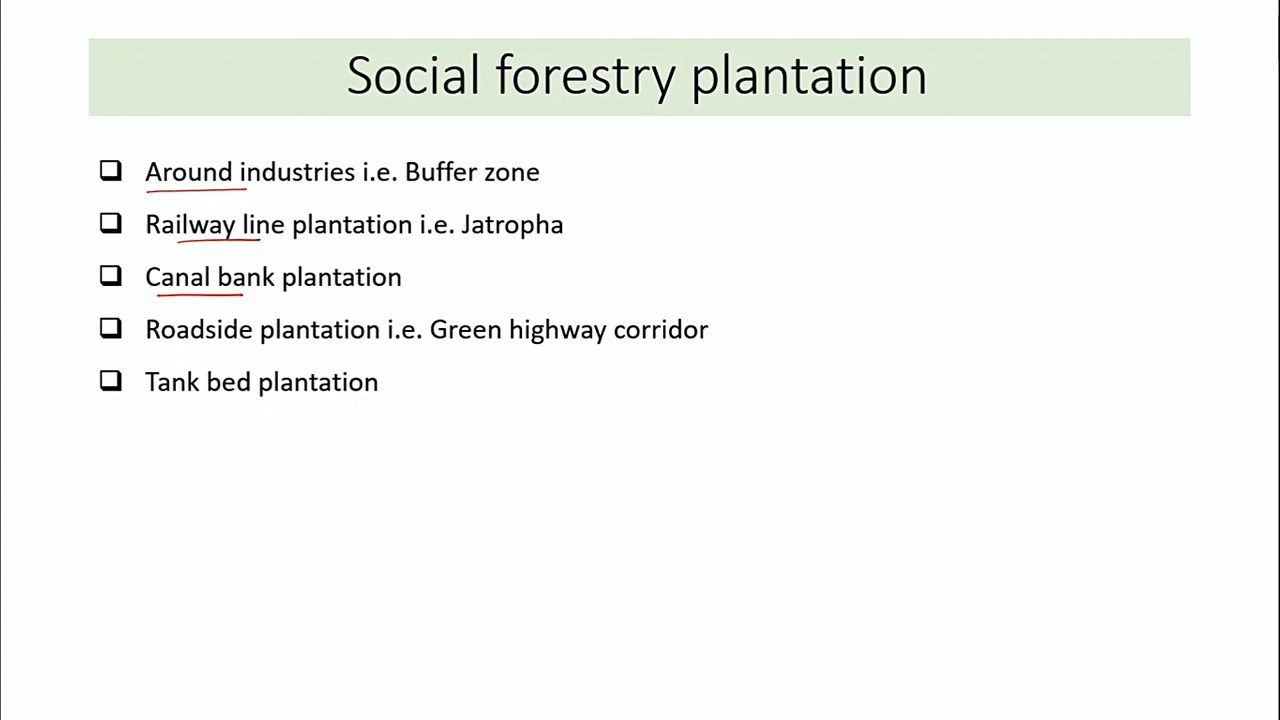 Social forestry plantation
Around industries i.e. Buffer zone
Railway line plantation i.e. Jatropha
Canal bank plantation
Roadside plantation i.e. Green highway corridor
Tank bed plantation